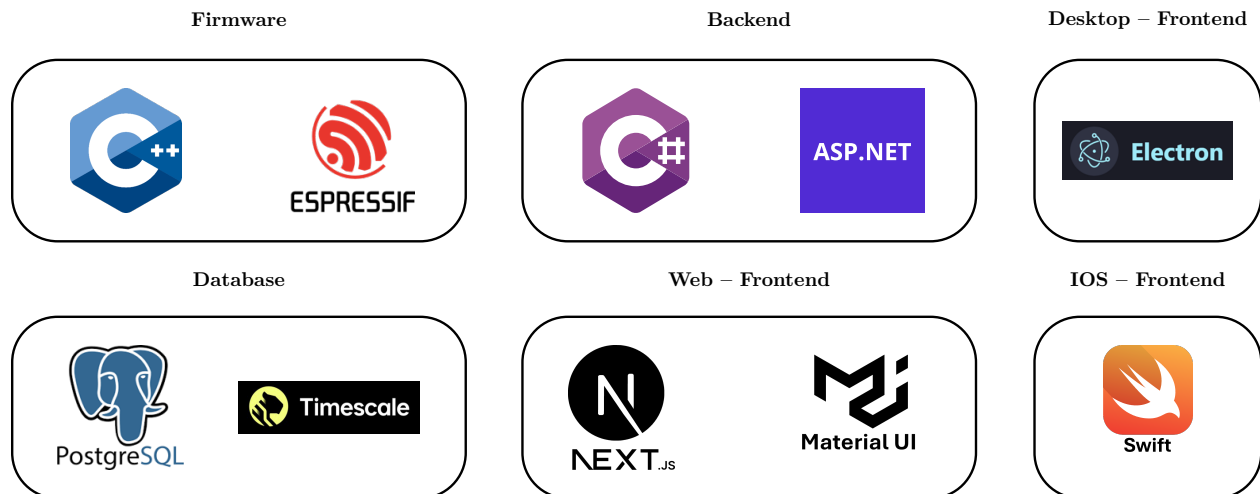 Firmware
Backend
Desktop – Frontend
C++
ESPRESSIF
C#
ASP.NET
Electron
Database
Web – Frontend
IOS – Frontend
PostgreSQL
Timescale
N
NEXT.JS
Material UI
Swift